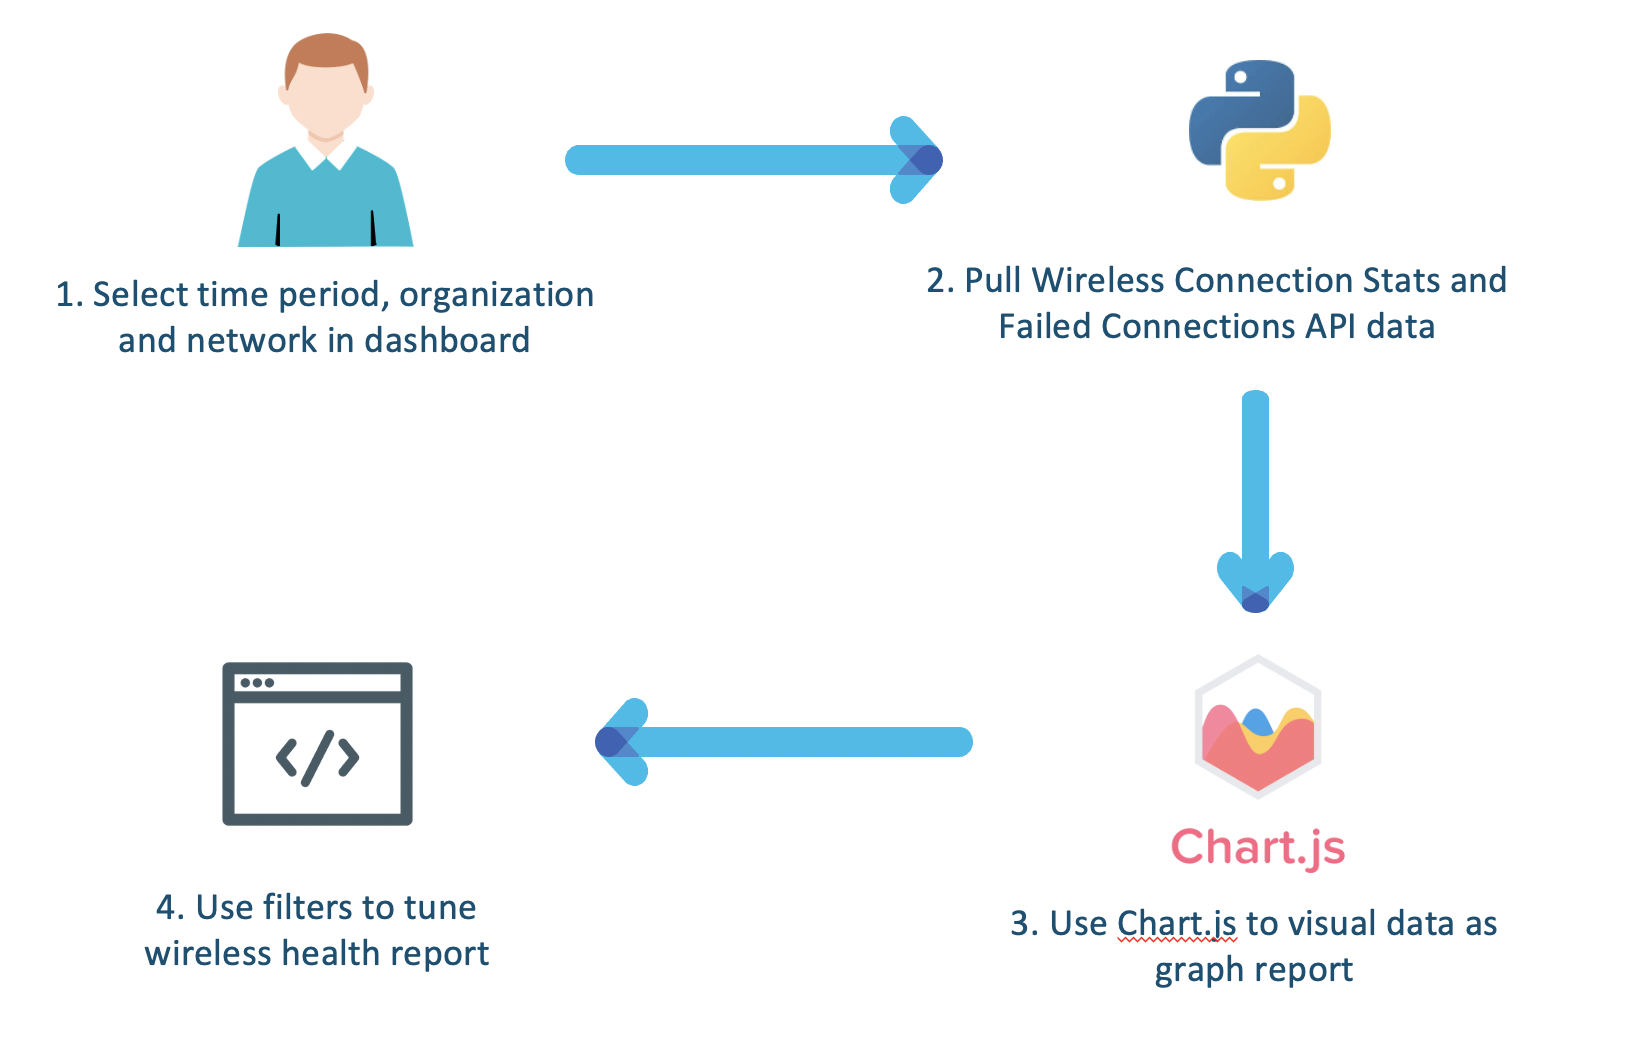 1. Select time period, organization
and network in dashboard
2. Pull Wireless Connection Stats and
Failed Connections API data
Chart.js
3. Use Chart.js to visual data as
graph report
4. Use filters to tune
wireless health report